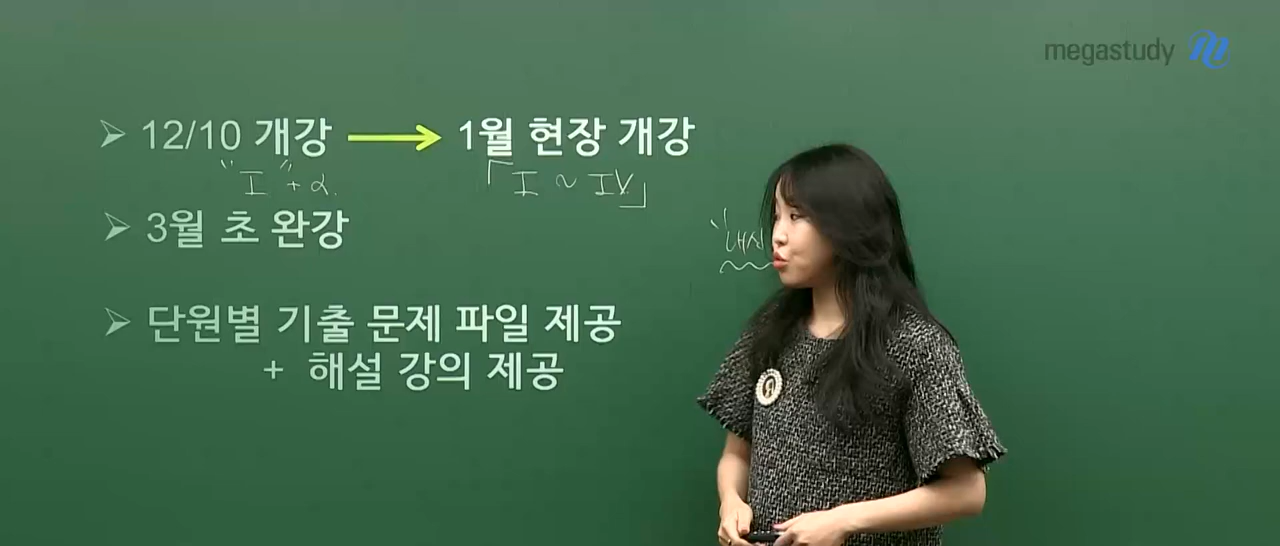 megastudy
12/10 개강 → 1월 현장 개강
"I" + α. 「I ~ IV」
3월 초 완강
"내신
단원별 기출 문제 파일 제공
+ 해설 강의 제공